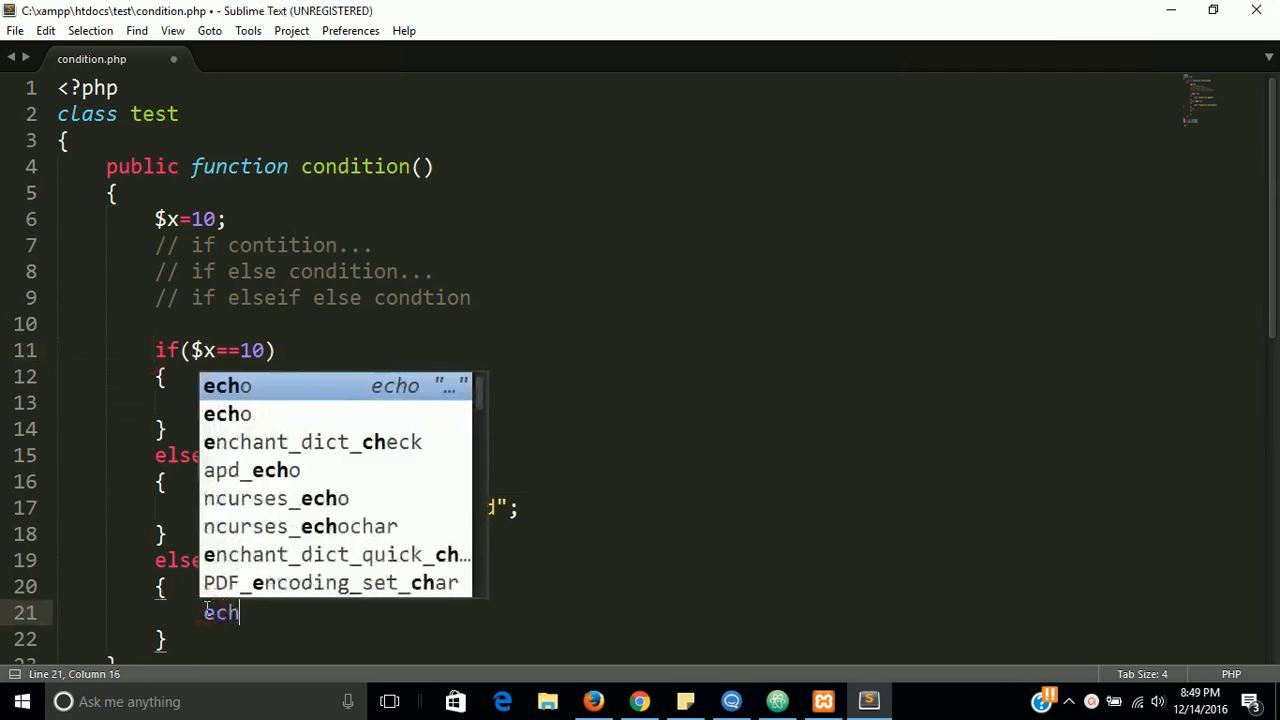 C:\xampp\htdocs\test\condition.php • - Sublime Text (UNREGISTERED)
File Edit Selection Find View Goto Tools Project Preferences Help
condition.php
1 <?php
2 class test
3 {
4 public function condition()
5 {
6 $x=10;
7 // if contition...
8 // if else condition...
9 // if elseif else condtion
10
11 if($x==10)
12 {
echo echo "…"
13
echo
14 }
enchant_dict_check
15 else
apd_echo
16 {
ncurses_echo
17 d";
ncurses_echochar
18 }
enchant_dict_quick_ch…
19 else
PDF_encoding_set_char
20 {
21 ech
22 }
23 }
Line 21, Column 16 Tab Size: 4 PHP
Ask me anything
8:49 PM
12/14/2016
3